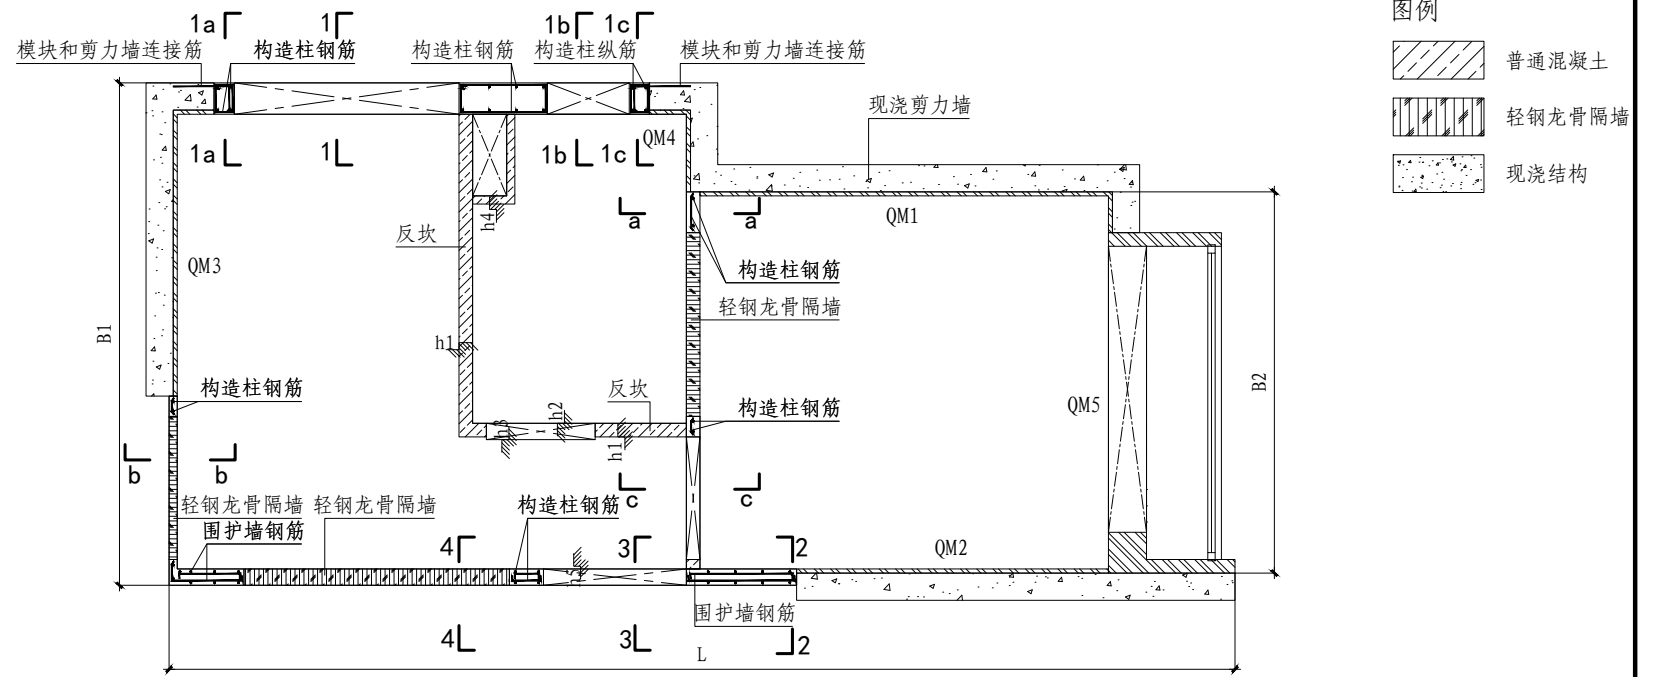 1a 1 1b 1c
图例
模块和剪力墙连接筋 构造柱钢筋 构造柱钢筋 构造柱纵筋 模块和剪力墙连接筋
普通混凝土
现浇剪力墙
轻钢龙骨隔墙
QM4
1a 1 1b 1c
现浇结构
a a
QM1
h4
反坎
QM3
构造柱钢筋
轻钢龙骨隔墙
B1
h1
B2
构造柱钢筋
反坎
构造柱钢筋
QM5
h2
h3
h1
b b
c c
轻钢龙骨隔墙 轻钢龙骨隔墙 构造柱钢筋
围护墙钢筋
4 3 2
QM2
h5
围护墙钢筋
4 3 2
L